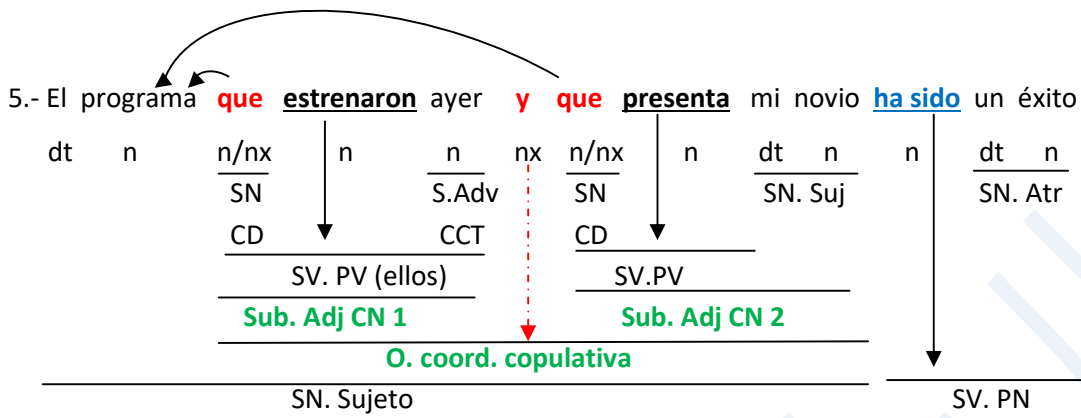 5.- El programa que estrenaron ayer y que presenta mi novio ha sido un éxito
dt n n/nx n n nx n/nx n dt n n dt n
SN S.Adv SN SN. Suj SN. Atr
CD CCT CD
SV. PV (ellos) SV.PV
Sub. Adj CN 1 Sub. Adj CN 2
O. coord. copulativa
SN. Sujeto SV. PN